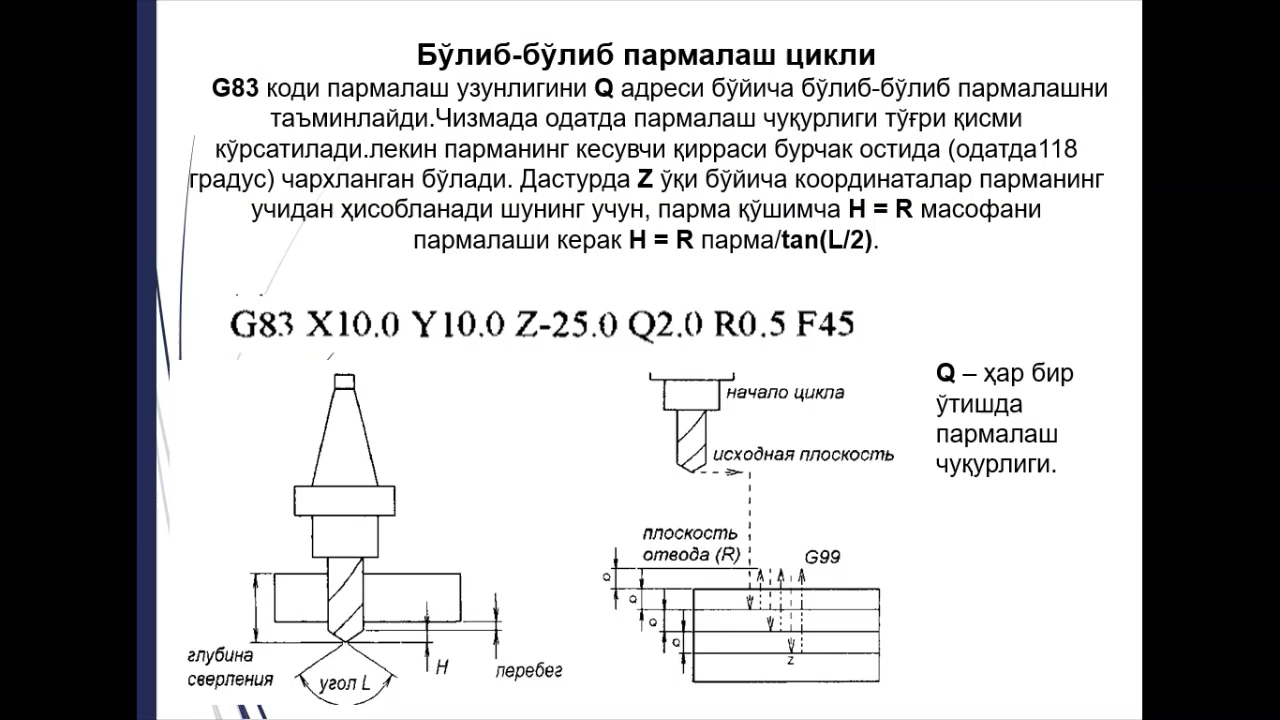 Бўлиб-бўлиб пармалаш цикли
G83 коди пармалаш узунлигини Q адреси бўйича бўлиб-бўлиб пармалашни
таъминлайди.Чизмада одатда пармалаш чуқурлиги тўғри қисми
кўрсатилади.лекин парманинг кесувчи қирраси бурчак остида (одатда118
градус) чархланган бўлади. Дастурда Z ўқи бўйича координаталар парманинг
учидан ҳисобланади шунинг учун, парма қўшимча H = R масофани
пармалаши керак H = R парма/tan(L/2).
G83 X10.0 Y10.0 Z-25.0 Q2.0 R0.5 F45
Q – ҳар бир
ўтишда
пармалаш
чуқурлиги.
начало цикла
исходная плоскость
плоскость
отвода (R)
G99
Q
Q
Q
Q
Z
глубина
сверления
угол L
H
перебег